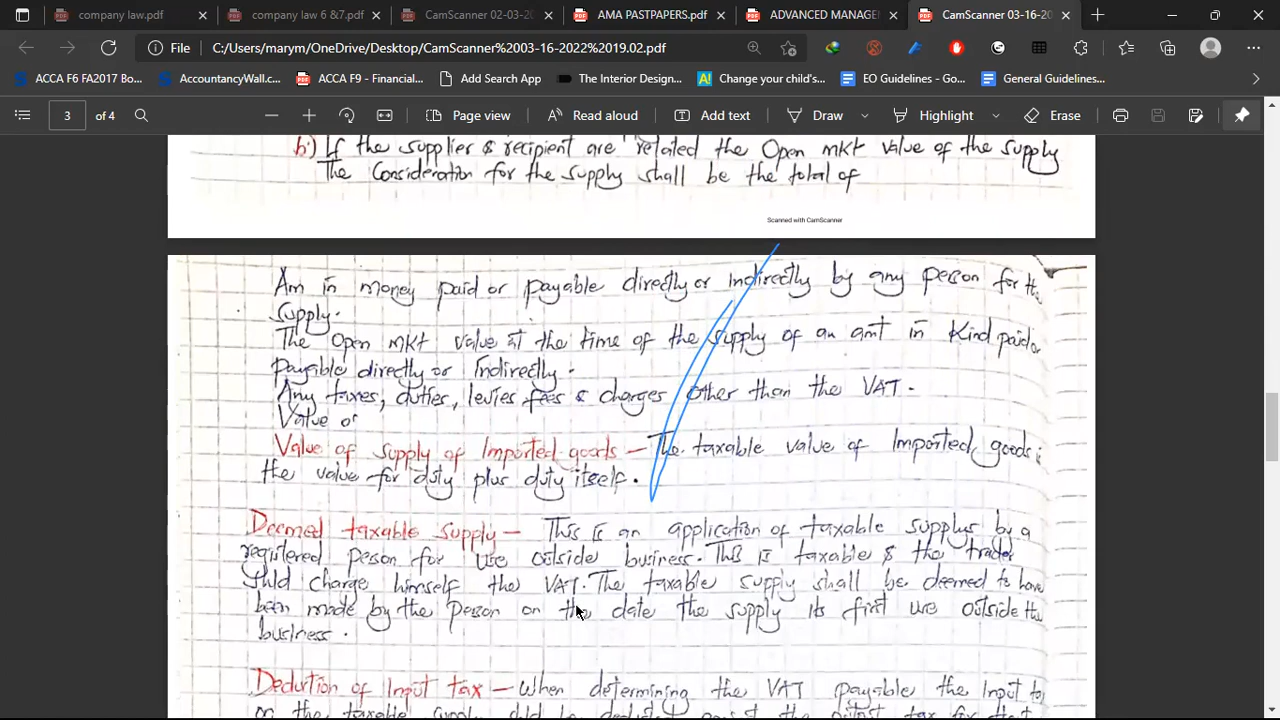 company law.pdf
company law 6 &7.pdf
CamScanner 02-03-20
AMA PASTPAPERS.pdf
ADVANCED MANAGE
CamScanner 03-16-20
File
C:/Users/marym/OneDrive/Desktop/CamScanner%2003-16-2022%2019.02.pdf
ACCA F6 FA2017 Bo...
AccountancyWall.c...
ACCA F9 - Financial...
Add Search App
The Interior Design...
Change your child's...
EO Guidelines - Go...
General Guidelines...
3 of 4
Page view
Read aloud
Add text
Draw
Highlight
Erase
b) If the supplier & recipient are related the Open mkt value of the supply
The Consideration for the supply shall be the total of
Scanned with CamScanner
Am in money paid or payable directly or indirectly by any person for th
Supply.
The Open mkt value at the time of the supply of an amt in Kind paid o
Payable directly or Indirectly.
Any taxes, duties, levies fees & charges other than the VAT.
Value of
Value of supply of Imported goods - The taxable value of Imported goods is
the value for duty plus duty itself.
Deemed taxable supply - This is an application of taxable supplys by a
registered person for use outside business. This is taxable & the trader
shld charge himself the VAT. The taxable supply shall be deemed to have
been made by the person on the date the supply its first use outside the
business.
Dedution of Input tax - When determining the VAT payable the Input ta
on the taxable